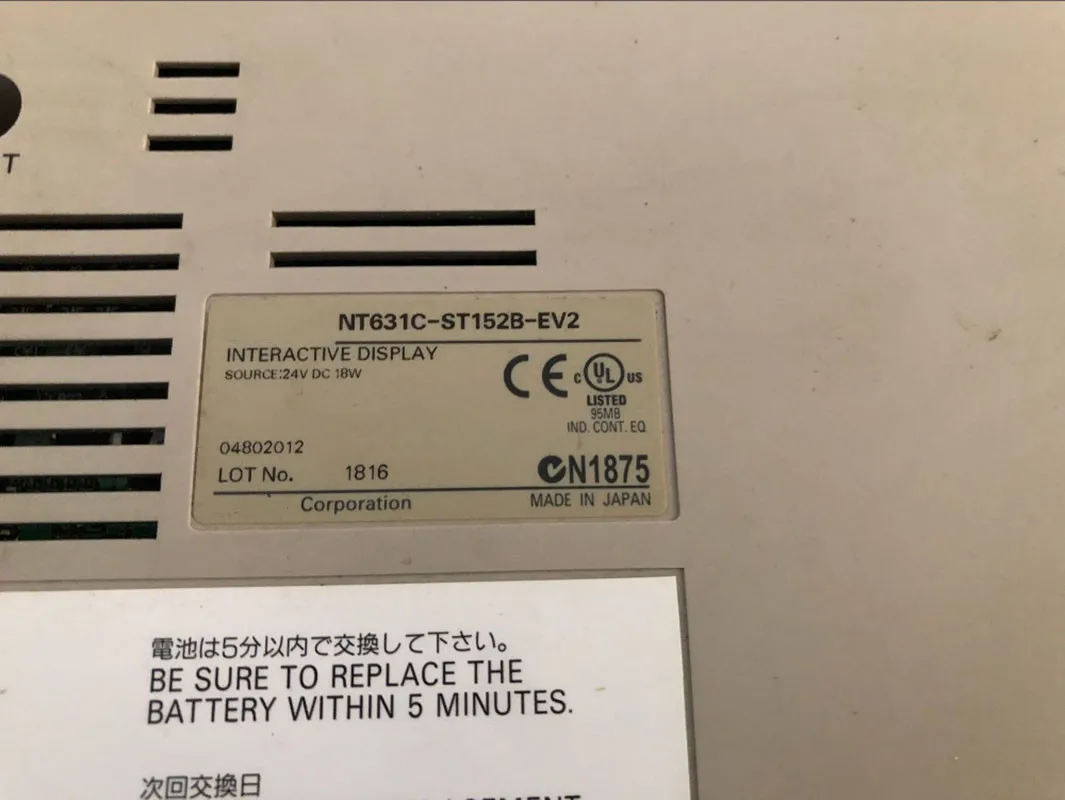 T
NT631C-ST152B-EV2
INTERACTIVE DISPLAY
SOURCE:24V DC 18W
CE
C UL US
LISTED
95MB
IND. CONT. EQ
04802012
LOT No. 1816
N1875
Corporation MADE IN JAPAN
電池は5分以内で交換して下さい。
BE SURE TO REPLACE THE
BATTERY WITHIN 5 MINUTES.
次回交換日